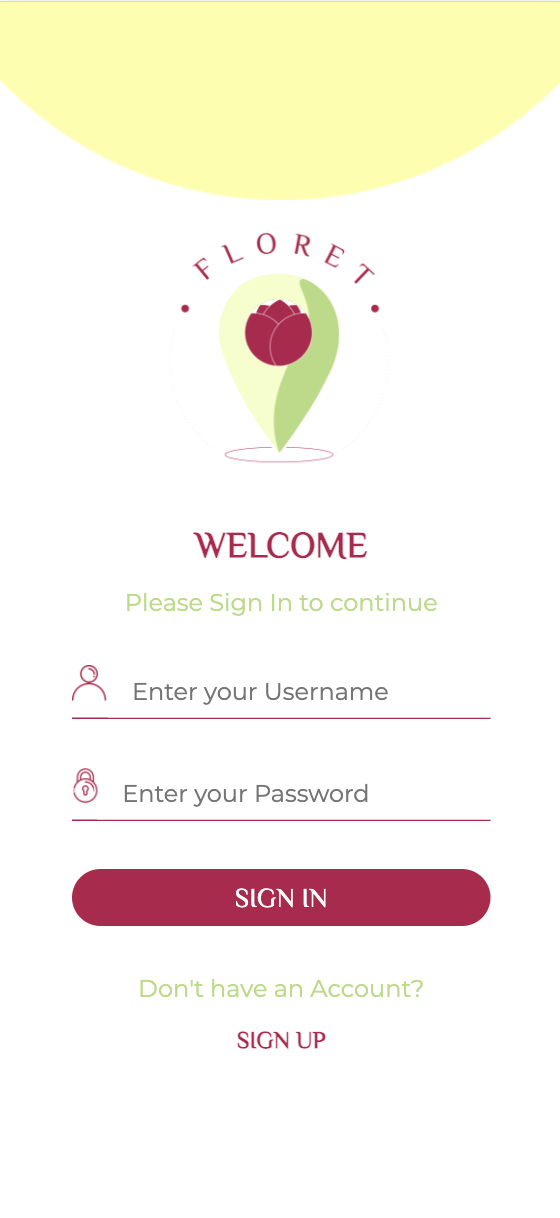 FLORET
WELCOME
Please Sign In to continue
Enter your Username
Enter your Password
SIGN IN
Don't have an Account?
SIGN UP